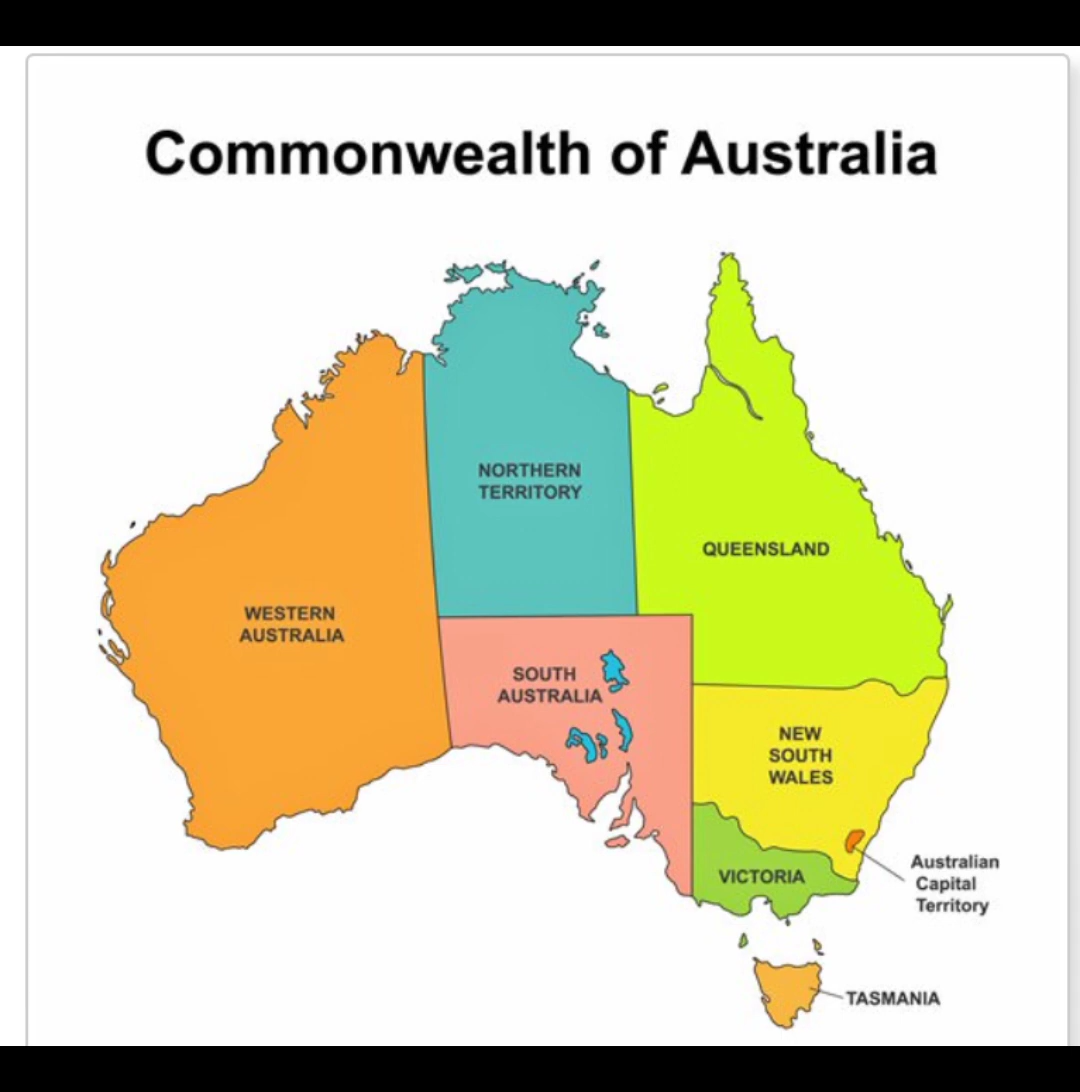 Commonwealth of Australia
NORTHERN
TERRITORY
QUEENSLAND
WESTERN
AUSTRALIA
SOUTH
AUSTRALIA
NEW
SOUTH
WALES
VICTORIA
Australian
Capital
Territory
TASMANIA